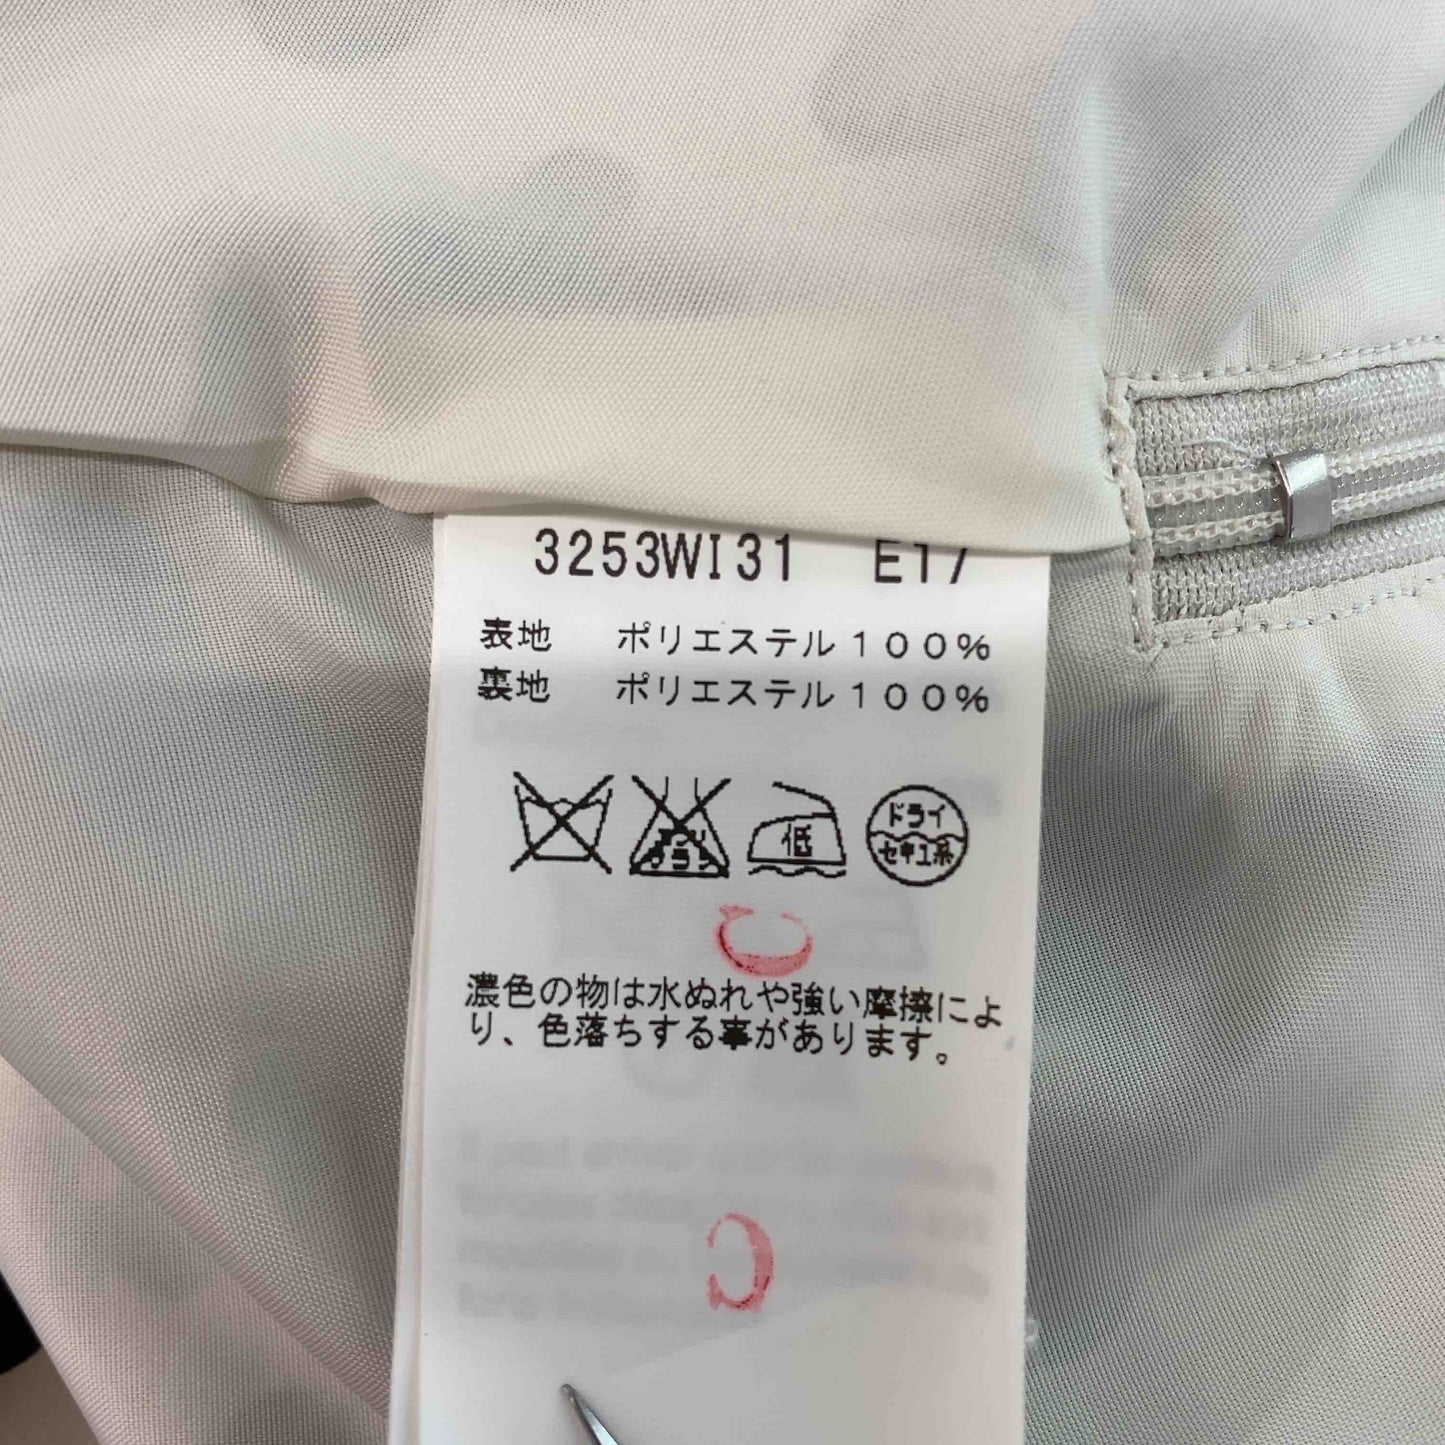 3253WI31 E17
表地 ポリエステル100%
裏地 ポリエステル100%
低
ドライ
セキユ系
C
濃色の物は水ぬれや強い摩擦によ
り、色落ちする事があります。
C